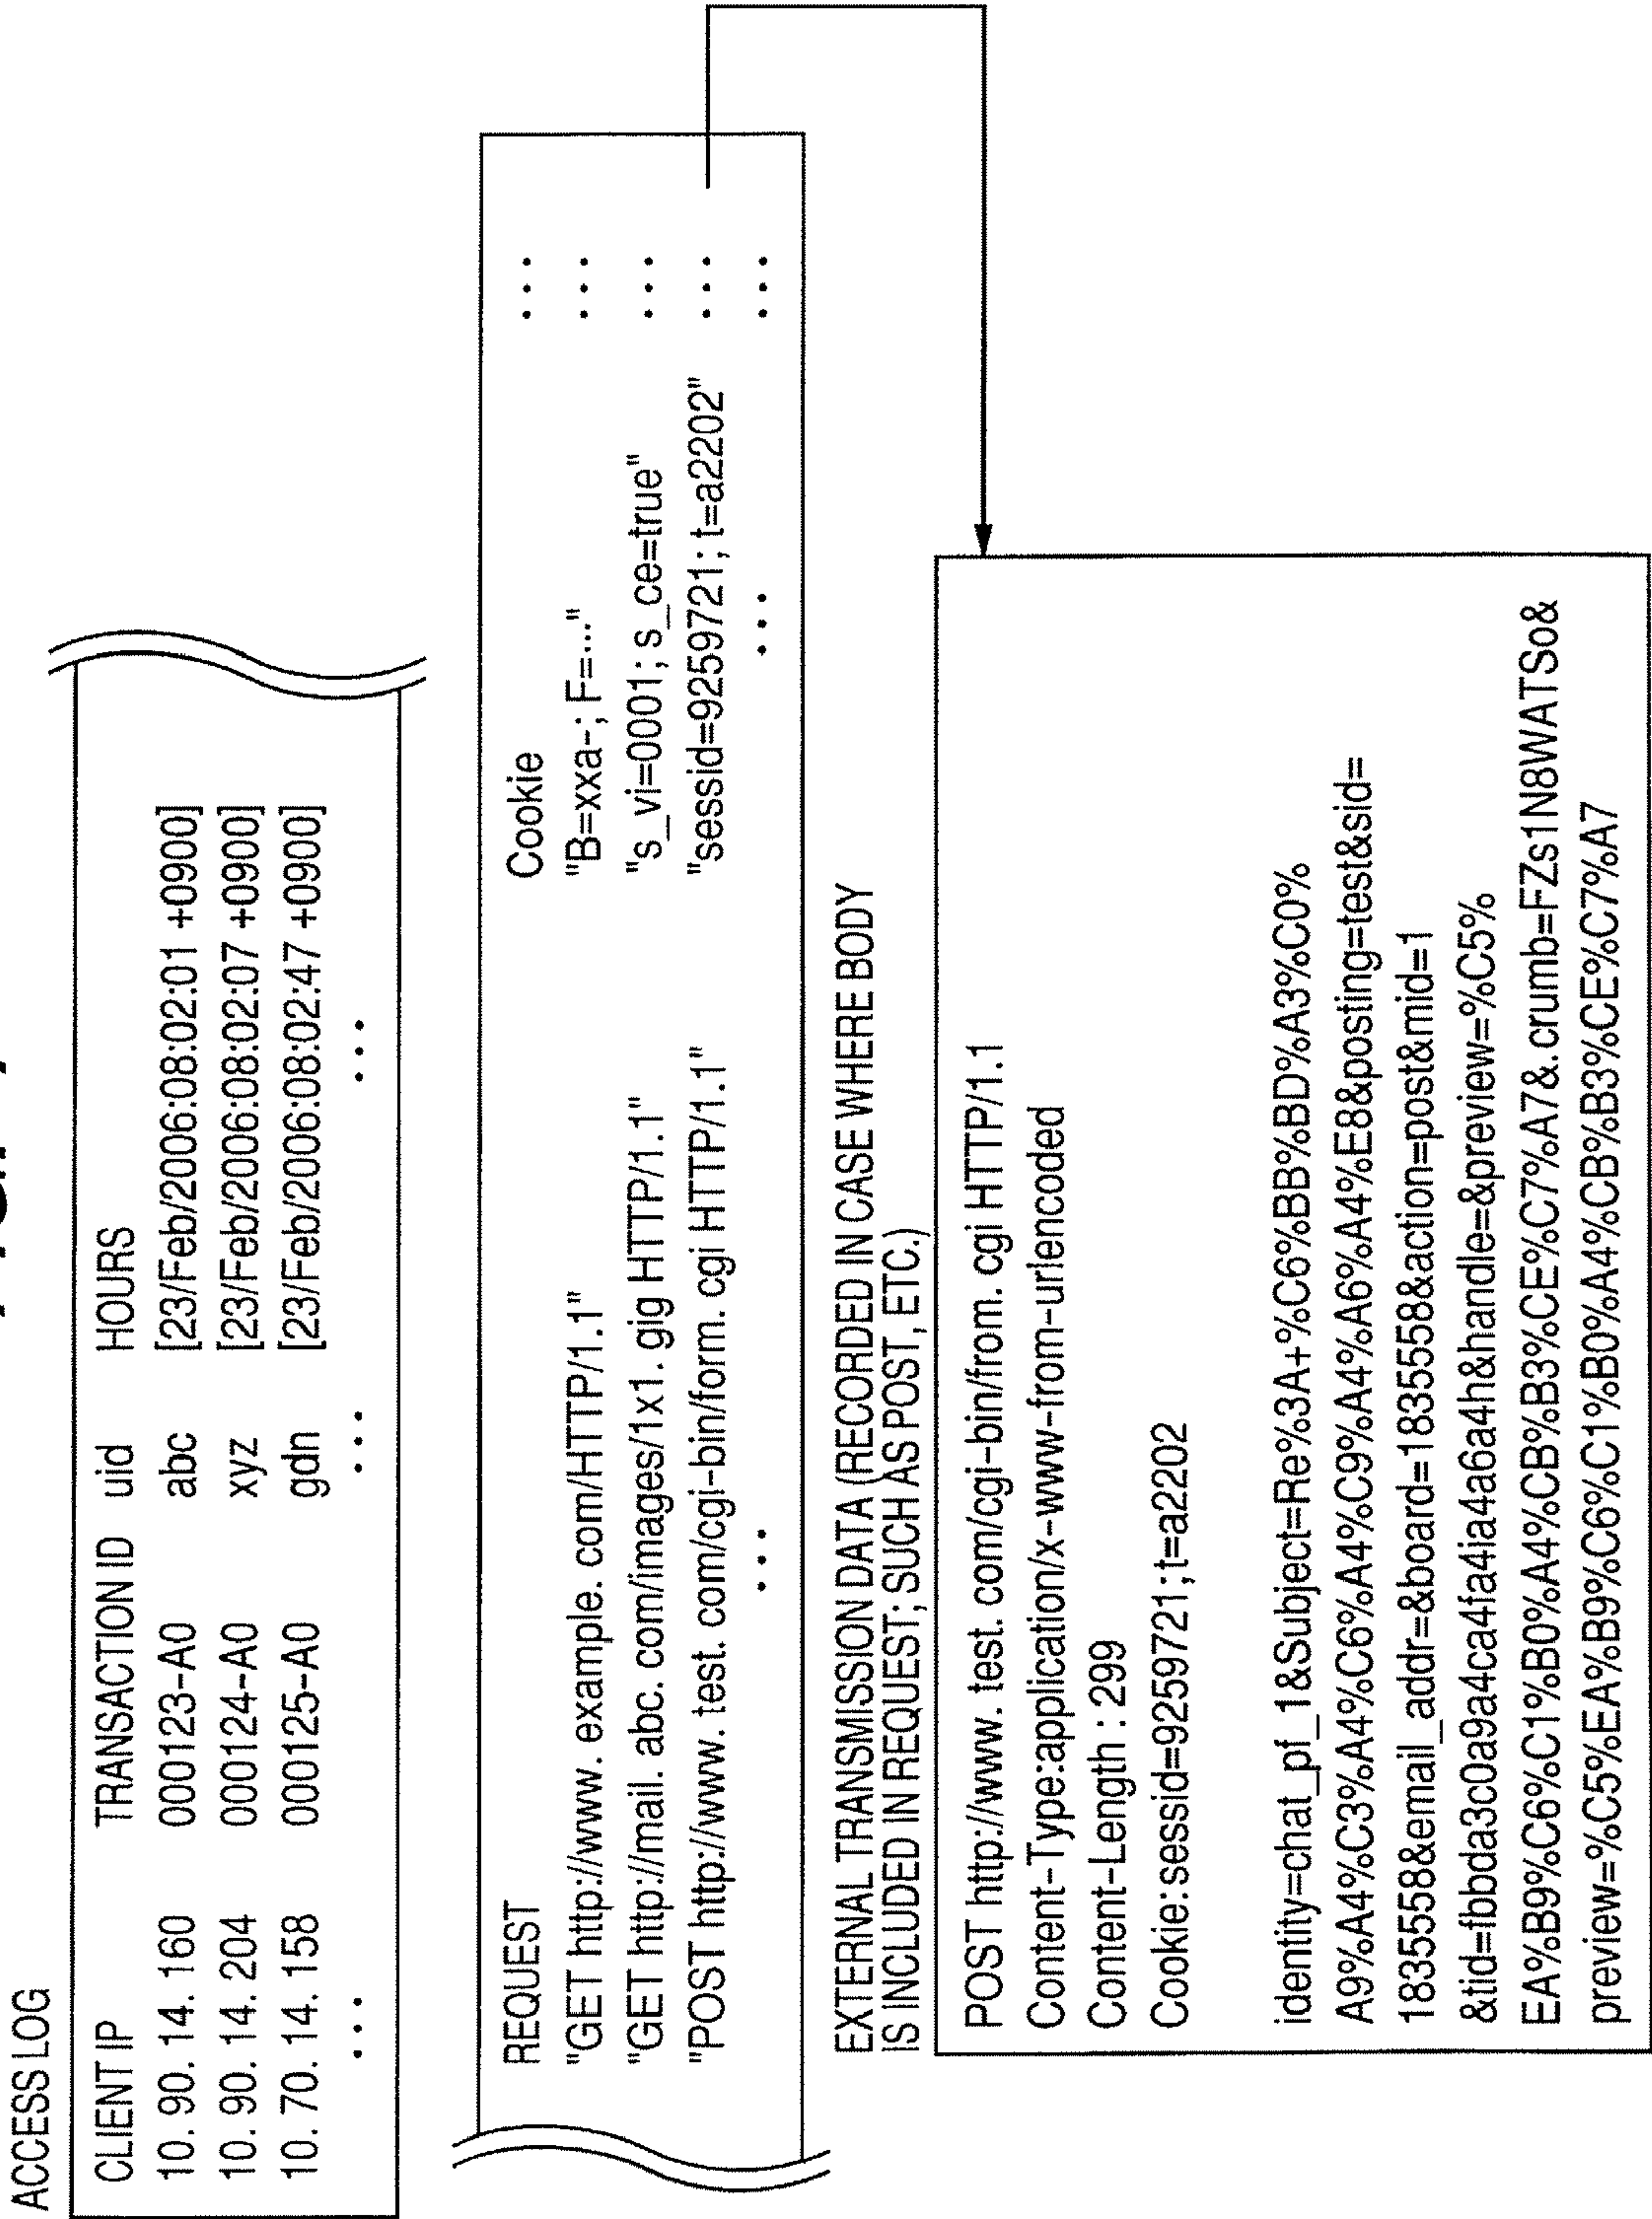 ACCESS LOG
CLIENT IP TRANSACTION ID uid HOURS
10. 90. 14. 160 000123-A0 abc [23/Feb/2006:08:02:01 +0900]
10. 90. 14. 204 000124-A0 xyz [23/Feb/2006:08:02:07 +0900]
10. 70. 14. 158 000125-A0 gdn [23/Feb/2006:08:02:47 +0900]
... ... ...
REQUEST Cookie ...
"GET http://www. example. com/HTTP/1.1" "B=xxa-; F=..." ...
"GET http://mail. abc. com/images/1x1. gig HTTP/1.1" "s_vi=0001; s_ce=true" ...
"POST http://www. test. com/cgi-bin/form. cgi HTTP/1.1" "sessid=9259721; t=a2202" ...
... ... ...
EXTERNAL TRANSMISSION DATA (RECORDED IN CASE WHERE BODY
IS INCLUDED IN REQUEST; SUCH AS POST, ETC.)
POST http://www. test. com/cgi-bin/from. cgi HTTP/1.1
Content-Type:application/x-www-from-urlencoded
Content-Length : 299
Cookie:sessid=9259721;t=a2202
identity=chat_pf_1&Subject=Re%3A+%C6%BB%BD%A3%C0%
A9%A4%C3%A4%C6%A4%C9%A4%A6%A4%E8&posting=test&sid=
1835558&email_addr=&board=1835558&action=post&mid=1
&tid=fbbda3c0a9a4ca4fa4ia4a6a4h&handle=&preview=%C5%
EA%B9%C6%C1%B0%A4%CB%B3%CE%C7%A7&.crumb=FZs1N8WATSo&
preview=%C5%EA%B9%C6%C1%B0%A4%CB%B3%CE%C7%A7